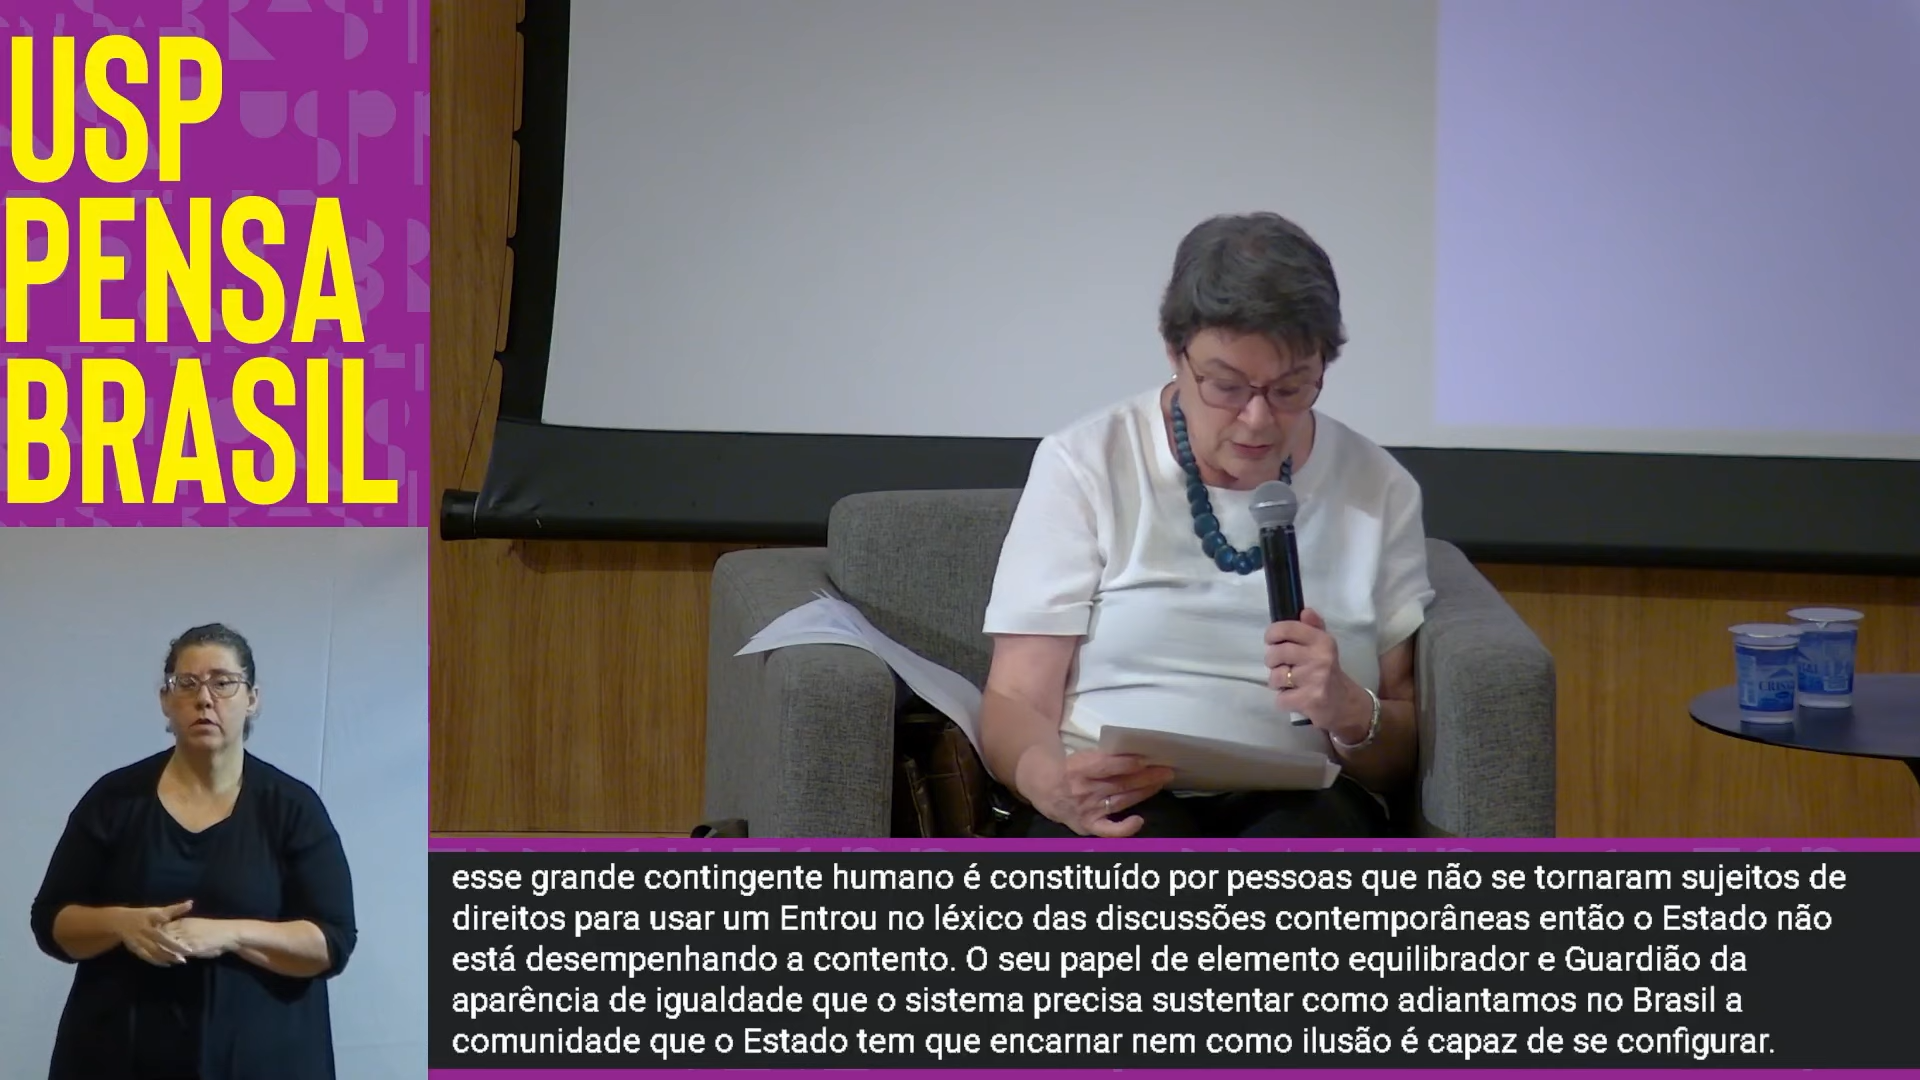 USP
PENSA
BRASIL
esse grande contingente humano é constituído por pessoas que não se tornaram sujeitos de
direitos para usar um Entrou no léxico das discussões contemporâneas então o Estado não
está desempenhando a contento. O seu papel de elemento equilibrador e Guardião da
aparência de igualdade que o sistema precisa sustentar como adiantamos no Brasil a
comunidade que o Estado tem que encarnar nem como ilusão é capaz de se configurar.